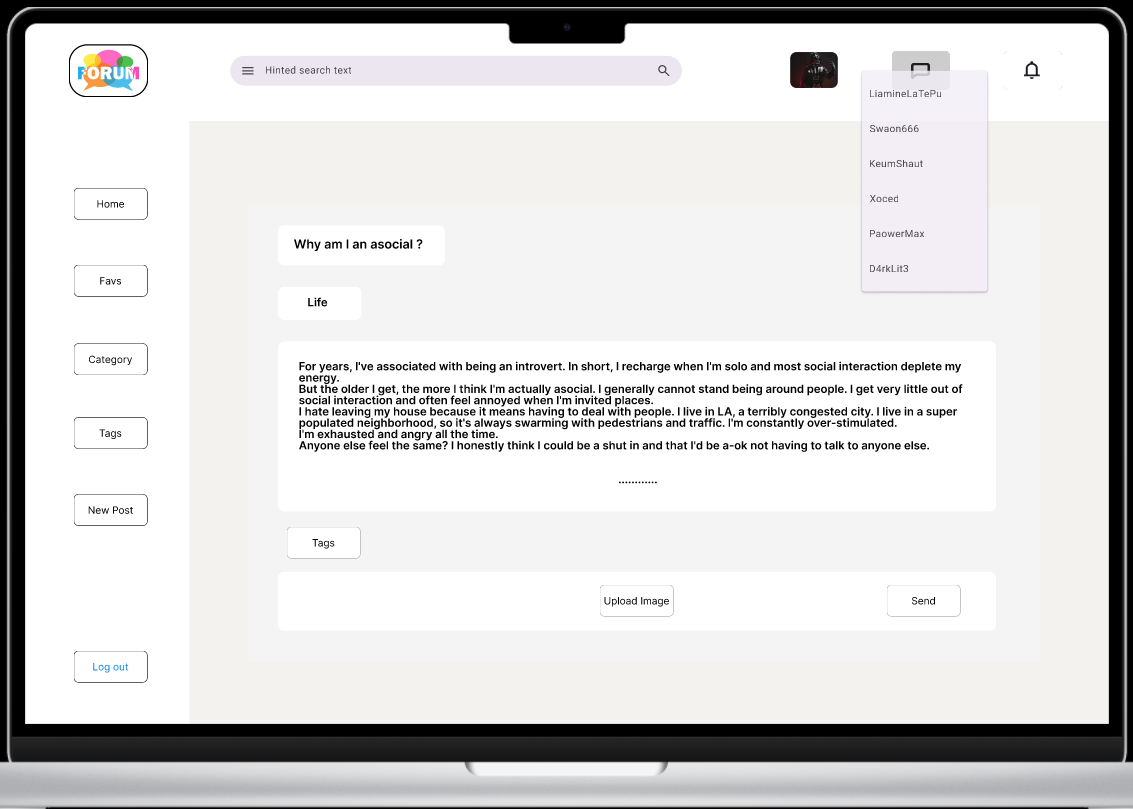 FORUM
Hinted search text
LiamineLaTePu
Swaon666
KeumShaut
Xoced
PaowerMax
D4rkLit3
Home
Favs
Category
Tags
New Post
Log out
Why am I an asocial ?
Life
For years, I've associated with being an introvert. In short, I recharge when I'm solo and most social interaction deplete my
energy.
But the older I get, the more I think I'm actually asocial. I generally cannot stand being around people. I get very little out of
social interaction and often feel annoyed when I'm invited places.
I hate leaving my house because it means having to deal with people. I live in LA, a terribly congested city. I live in a super
populated neighborhood, so it's always swarming with pedestrians and traffic. I'm constantly over-stimulated.
I'm exhausted and angry all the time.
Anyone else feel the same? I honestly think I could be a shut in and that I'd be a-ok not having to talk to anyone else.
............
Tags
Upload Image
Send